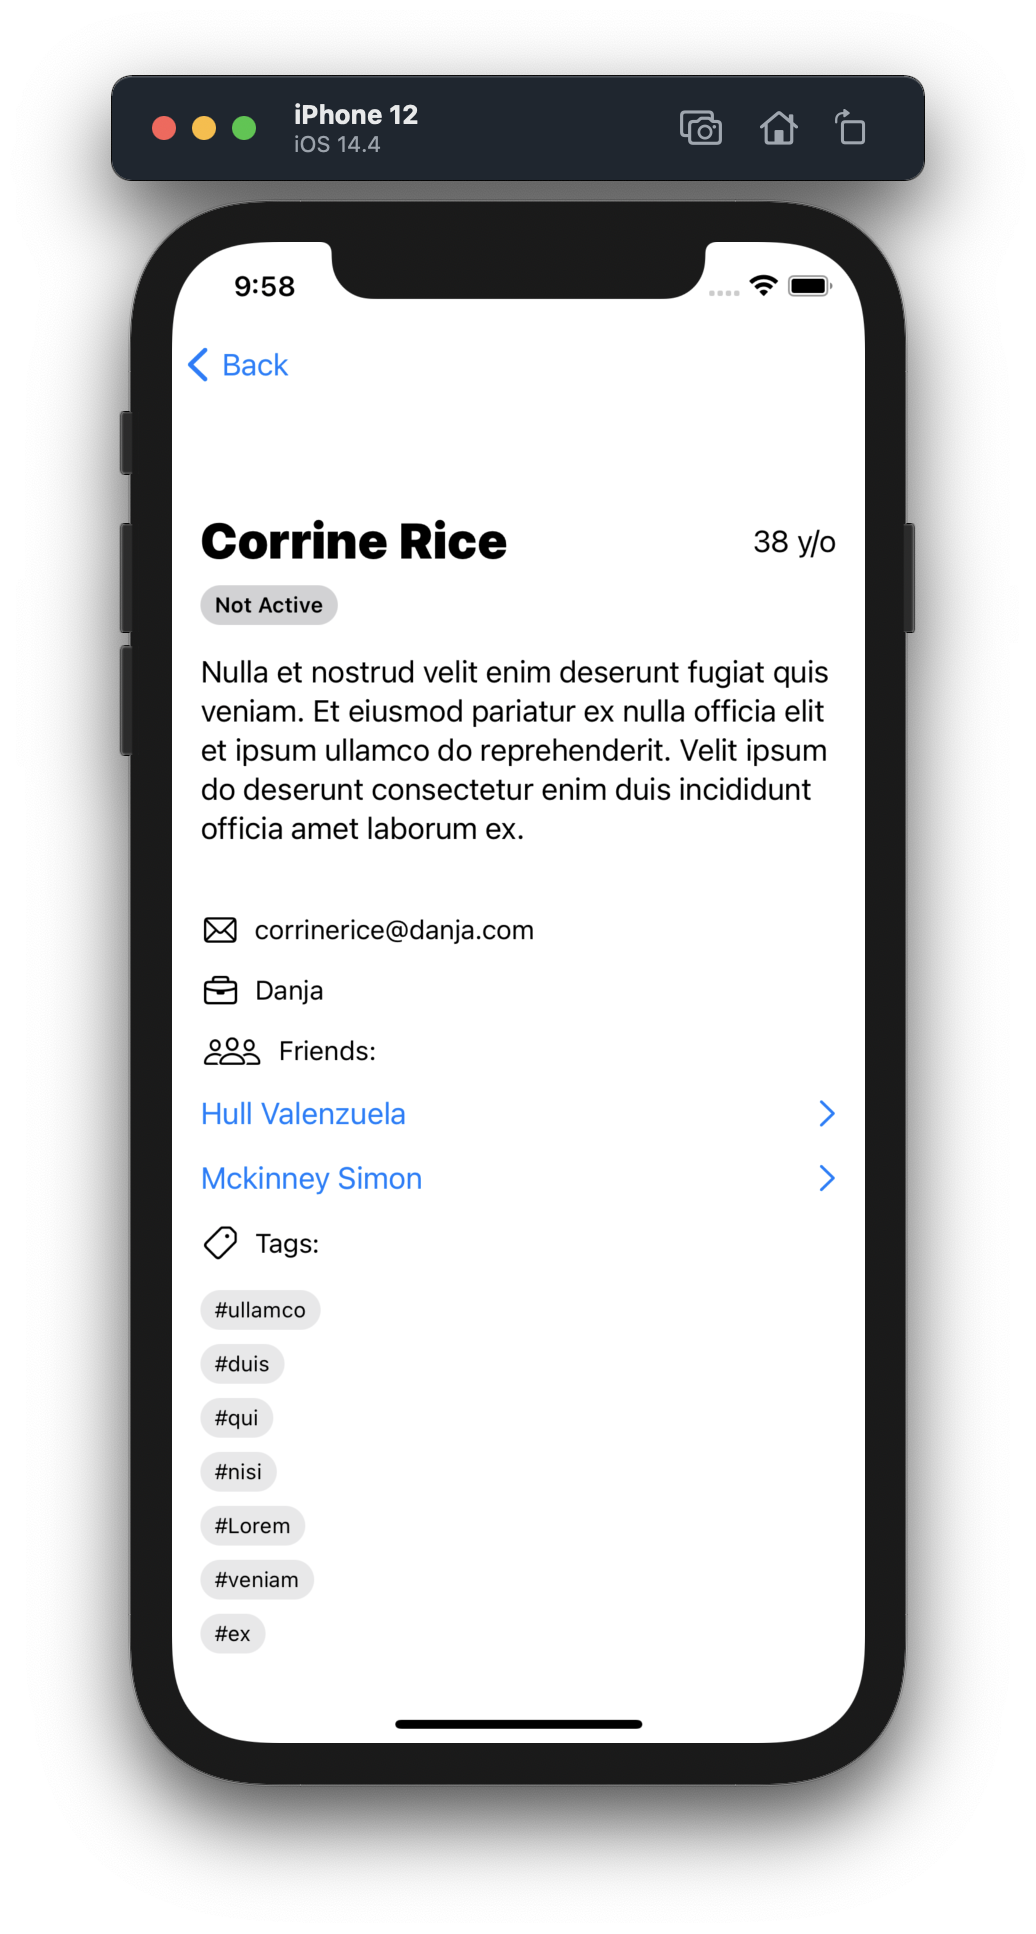 iPhone 12
iOS 14.4
9:58
Back
Corrine Rice
38 y/o
Not Active
Nulla et nostrud velit enim deserunt fugiat quis
veniam. Et eiusmod pariatur ex nulla officia elit
et ipsum ullamco do reprehenderit. Velit ipsum
do deserunt consectetur enim duis incididunt
officia amet laborum ex.
corrinerice@danja.com
Danja
Friends:
Hull Valenzuela
Mckinney Simon
Tags:
#ullamco
#duis
#qui
#nisi
#Lorem
#veniam
#ex